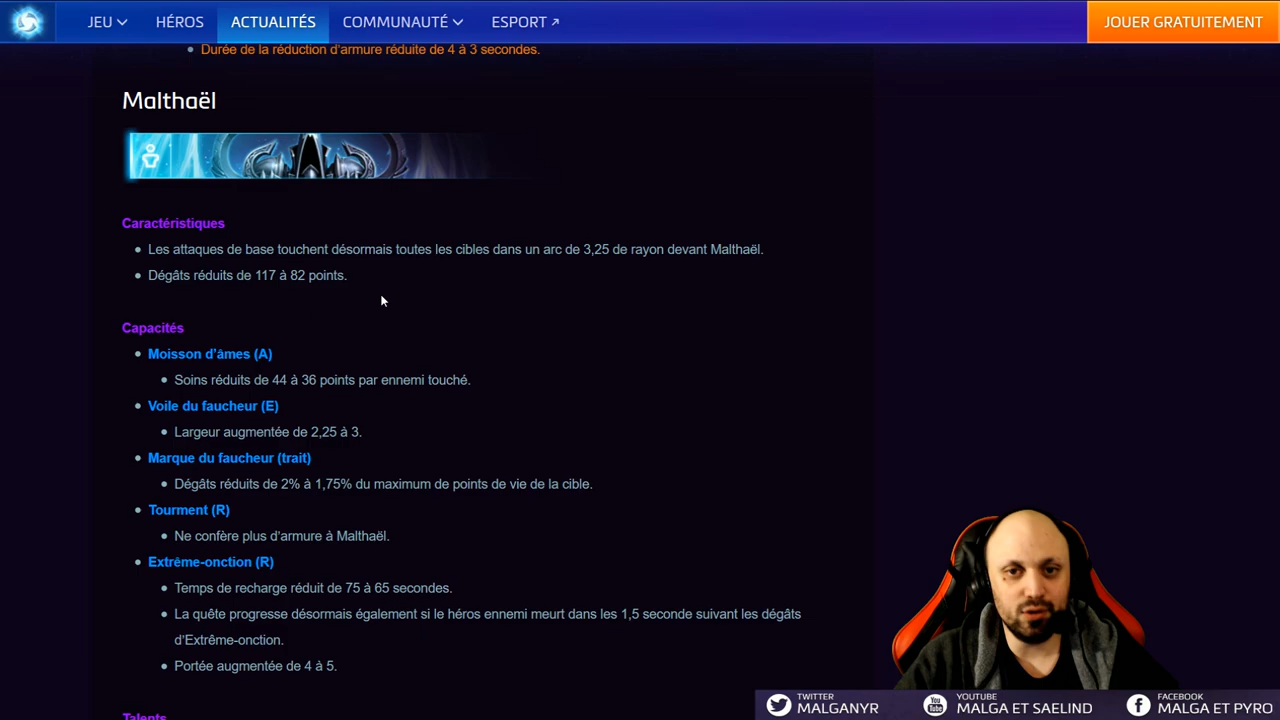 JEU HÉROS ACTUALITÉS COMMUNAUTÉ ESPORT JOUER GRATUITEMENT
Durée de la réduction d'armure réduite de 4 à 3 secondes.
Malthaël
Caractéristiques
Les attaques de base touchent désormais toutes les cibles dans un arc de 3,25 de rayon devant Malthaël.
Dégâts réduits de 117 à 82 points.
Capacités
Moisson d'âmes (A)
Soins réduits de 44 à 36 points par ennemi touché.
Voile du faucheur (E)
Largeur augmentée de 2,25 à 3.
Marque du faucheur (trait)
Dégâts réduits de 2% à 1,75% du maximum de points de vie de la cible.
Tourment (R)
Ne confère plus d'armure à Malthaël.
Extrême-onction (R)
Temps de recharge réduit de 75 à 65 secondes.
La quête progresse désormais également si le héros ennemi meurt dans les 1,5 seconde suivant les dégâts
d'Extrême-onction.
Portée augmentée de 4 à 5.
Talents
TWITTER
MALGANYR
YOUTUBE
MALGA ET SAELIND
FACEBOOK
MALGA ET PYRO